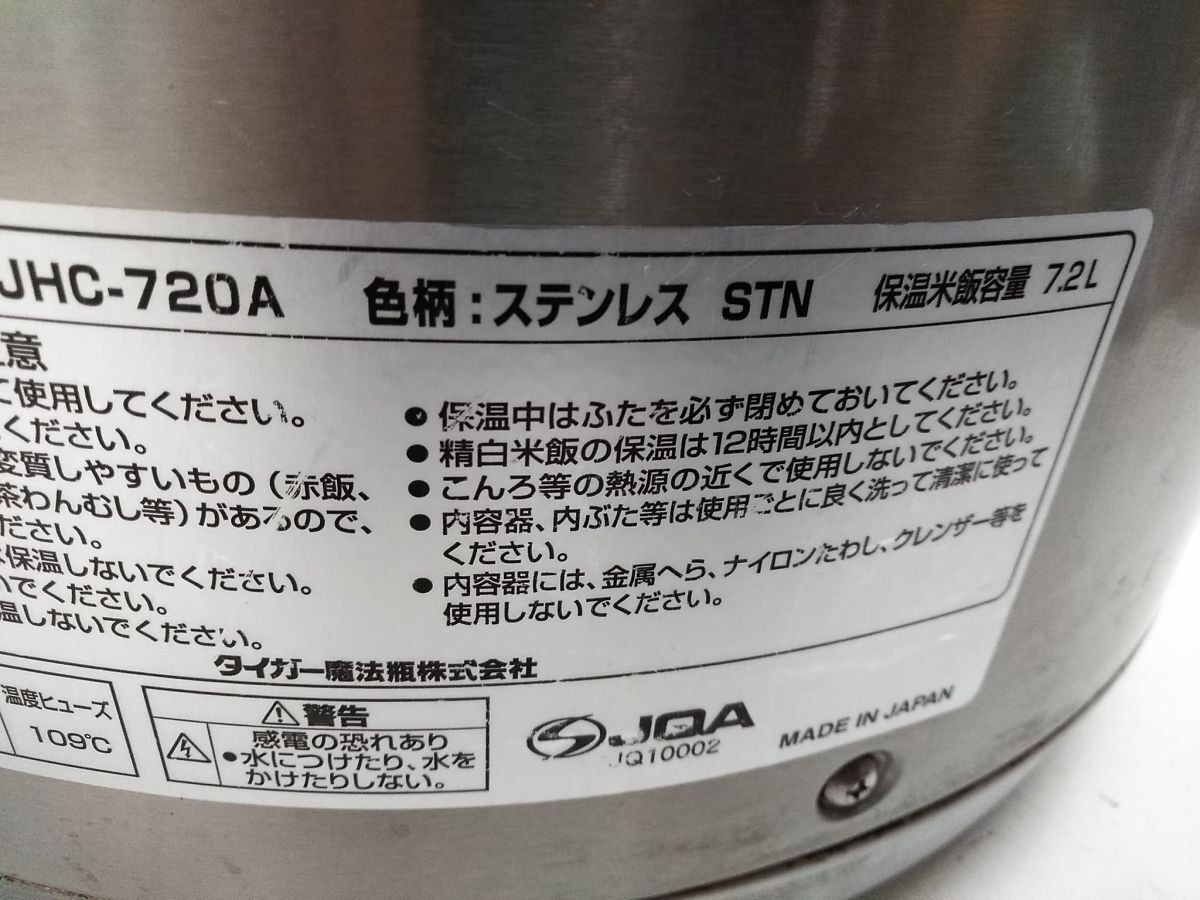 JHC-720A 色柄：ステンレス STN 保温米飯容量 7.2L
意
使用してください。
ください。
変質しやすいもの（赤飯、
茶わんむし等）があるので、
ださい。
保温しないでください。
いでください。
温しないでください。
● 保温中はふたを必ず閉めておいてください。
● 精白米飯の保温は12時間以内としてください。
● こんろ等の熱源の近くで使用しないでください。
● 内容器、内ぶた等は使用ごとに良く洗って清潔に使って
ください。
● 内容器には、金属へら、ナイロンたわし、クレンザー等を
使用しないでください。
タイガー魔法瓶株式会社
温度ヒューズ
109℃
⚠警告
感電の恐れあり
●水につけたり、水を
かけたりしない。
JQA
JQ10002
MADE IN JAPAN